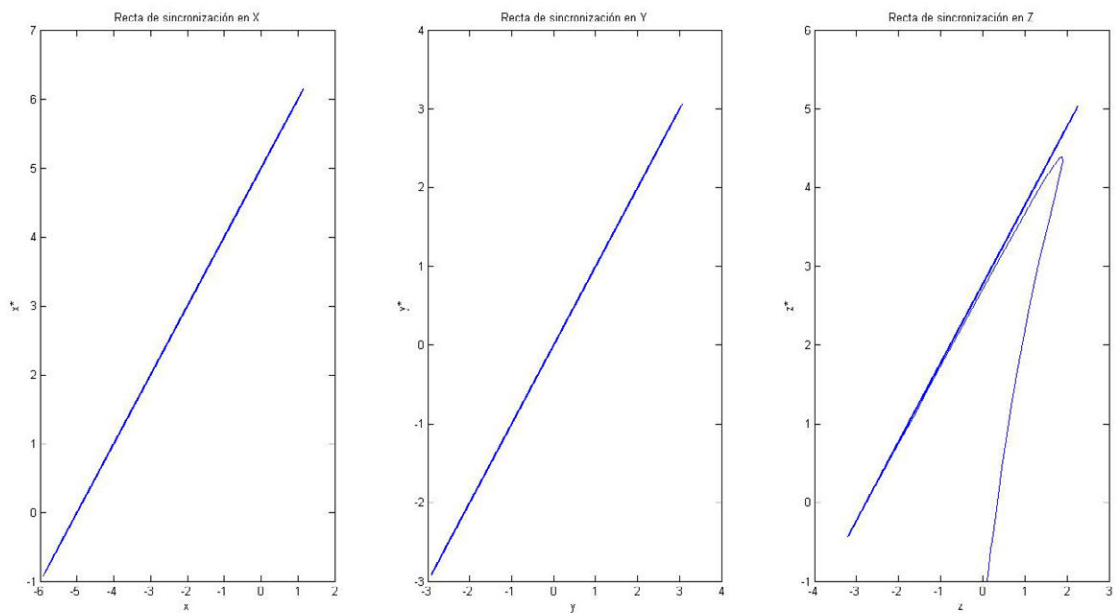 Recta de sincronización en X
7
6
5
4
3
2
1
0
-1
-6 -5 -4 -3 -2 -1 0 1 2
x
x*
Recta de sincronización en Y
4
3
2
1
0
-1
-2
-3
-3 -2 -1 0 1 2 3 4
y
y*
Recta de sincronización en Z
6
5
4
3
2
1
0
-1
-4 -3 -2 -1 0 1 2 3
z
z*